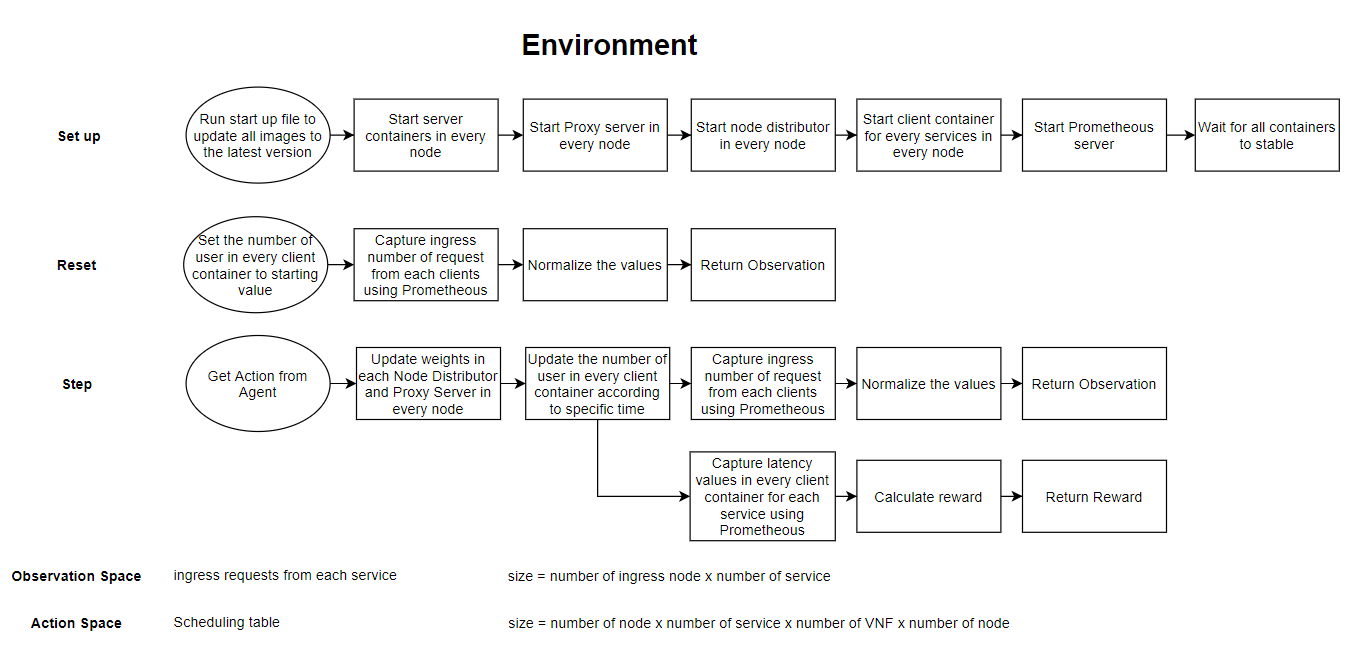 Environment
Set up
Run start up file to
update all images to
the latest version
Start server
containers in every
node
Start Proxy server in
every node
Start node distributor
in every node
Start client container
for every services in
every node
Start Prometheous
server
Wait for all containers
to stable
Reset
Set the number of
user in every client
container to starting
value
Capture ingress
number of request
from each clients
using Prometheous
Normalize the values
Return Observation
Step
Get Action from
Agent
Update weights in
each Node Distributor
and Proxy Server in
every node
Update the number of
user in every client
container according
to specific time
Capture ingress
number of request
from each clients
using Prometheous
Normalize the values
Return Observation
Capture latency
values in every client
container for each
service using
Prometheous
Calculate reward
Return Reward
Observation Space
ingress requests from each service
size = number of ingress node x number of service
Action Space
Scheduling table
size = number of node x number of service x number of VNF x number of node